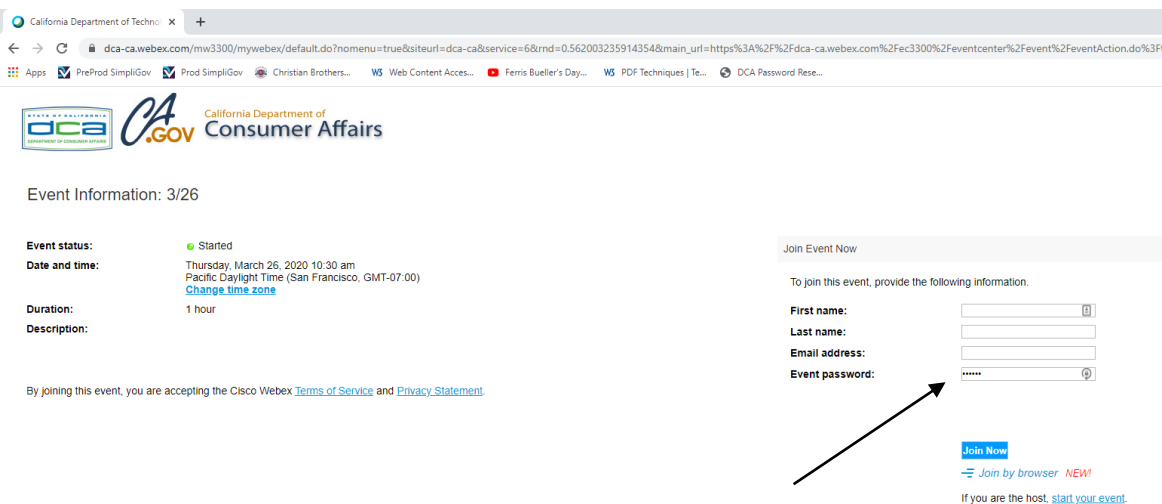 California Department of Technol
dca-ca.webex.com/mw3300/mywebex/default.do?nomenu=true&siteurl=dca-ca&service=6&rnd=0.562003235914354&main_url=https%3A%2F%2Fdca-ca.webex.com%2Fec3300%2Feventcenter%2Fevent%2FeventAction.do%3F
Apps PreProd SimpliGov Prod SimpliGov Christian Brothers... W3 Web Content Acces... Ferris Bueller's Day... W3 PDF Techniques | Te... DCA Password Rese...
STATE OF CALIFORNIA
dca
DEPARTMENT OF CONSUMER AFFAIRS
CA
.GOV
California Department of
Consumer Affairs
Event Information: 3/26
Event status: Started
Date and time: Thursday, March 26, 2020 10:30 am
Pacific Daylight Time (San Francisco, GMT-07:00)
Change time zone
Duration: 1 hour
Description:
By joining this event, you are accepting the Cisco Webex Terms of Service and Privacy Statement.
Join Event Now
To join this event, provide the following information.
First name:
Last name:
Email address:
Event password: ••••••
Join Now
Join by browser NEW!
If you are the host, start your event.